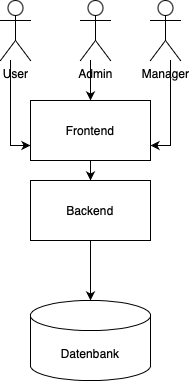 User
Admin
Manager
Frontend
Backend
Datenbank